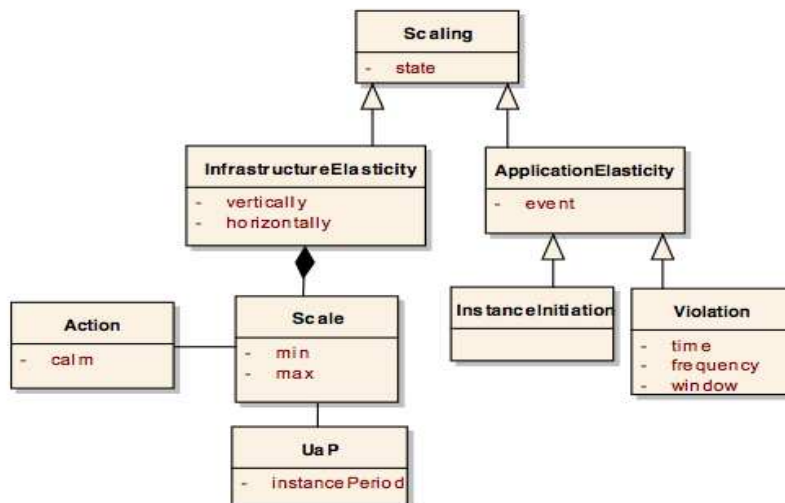 Scaling
- state
InfrastructureElasticity
- vertically
- horizontally
ApplicationElasticity
- event
InstanceInitiation
Violation
- time
- frequency
- window
Action
- calm
Scale
- min
- max
UaP
- instancePeriod